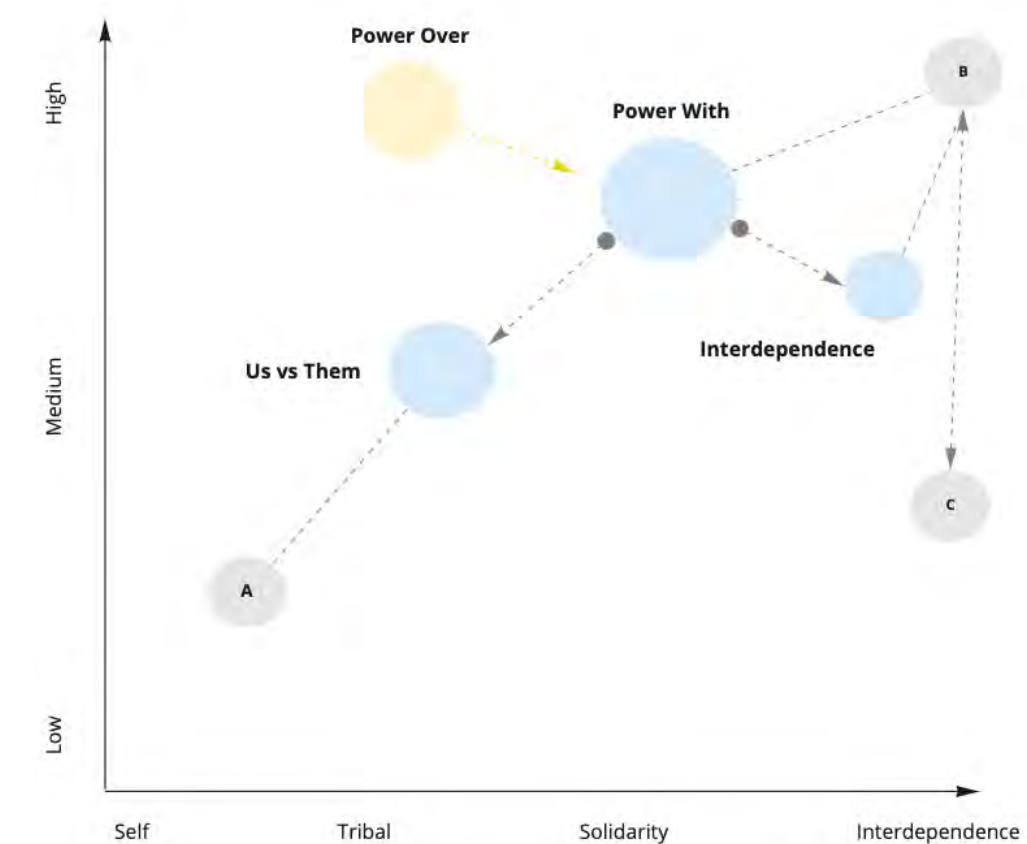 Power Over
B
High
Power With
Interdependence
Us vs Them
Medium
C
A
Low
Self
Tribal
Solidarity
Interdependence